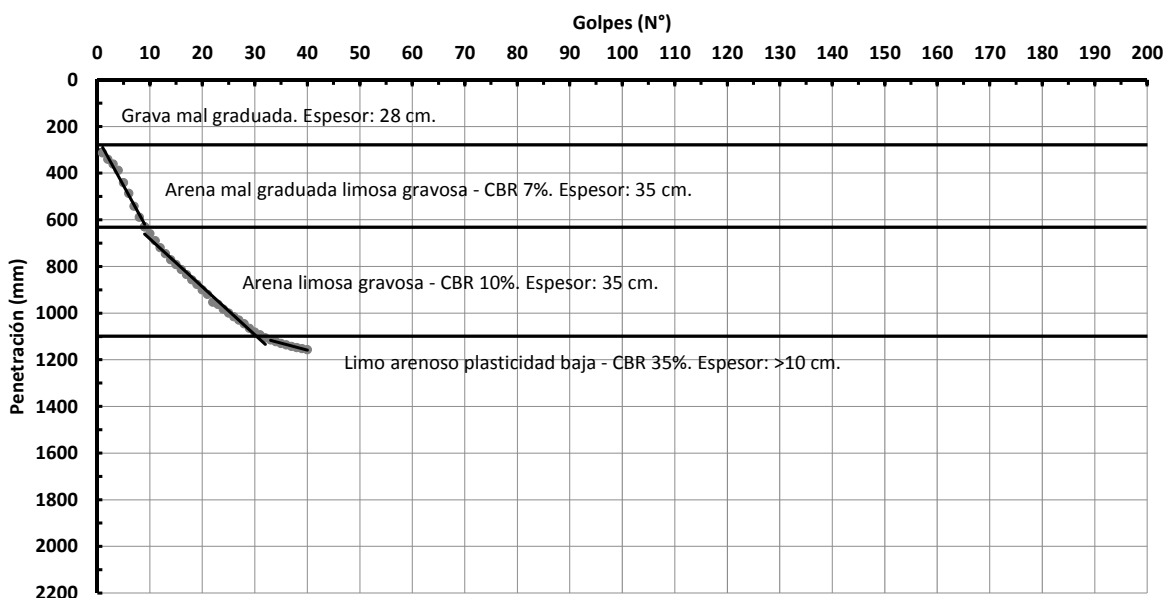 Golpes (N°)
0 10 20 30 40 50 60 70 80 90 100 110 120 130 140 150 160 170 180 190 200
0
Grava mal graduada. Espesor: 28 cm.
200
400
Arena mal graduada limosa gravosa - CBR 7%. Espesor: 35 cm.
600
800
Arena limosa gravosa - CBR 10%. Espesor: 35 cm.
1000
1200
Limo arenoso plasticidad baja - CBR 35%. Espesor: >10 cm.
1400
1600
1800
2000
2200
Penetración (mm)